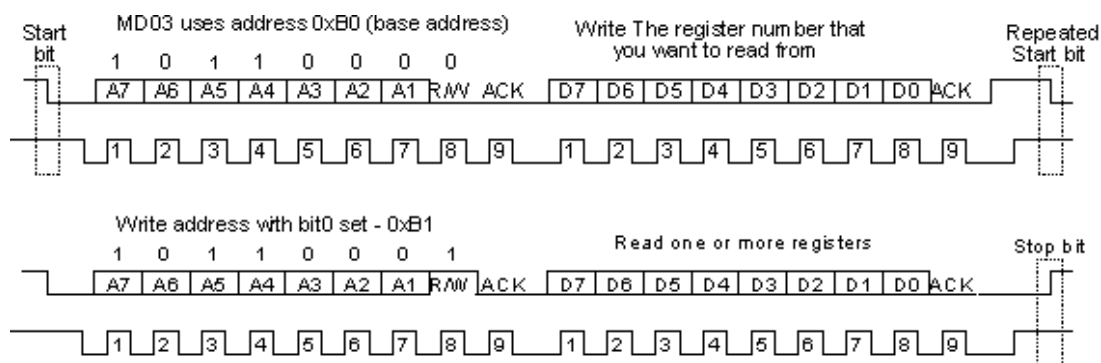 MD03 uses address 0xB0 (base address)
Write The register number that
you want to read from
Start
bit
Repeated
Start bit
1 0 1 1 0 0 0 0
A7 A6 A5 A4 A3 A2 A1 R/W ACK D7 D6 D5 D4 D3 D2 D1 D0 ACK
1 2 3 4 5 6 7 8 9 1 2 3 4 5 6 7 8 9
Write address with bit0 set - 0xB1
1 0 1 1 0 0 0 1
Read one or more registers
Stop bit
A7 A6 A5 A4 A3 A2 A1 R/W ACK D7 D6 D5 D4 D3 D2 D1 D0 ACK
1 2 3 4 5 6 7 8 9 1 2 3 4 5 6 7 8 9